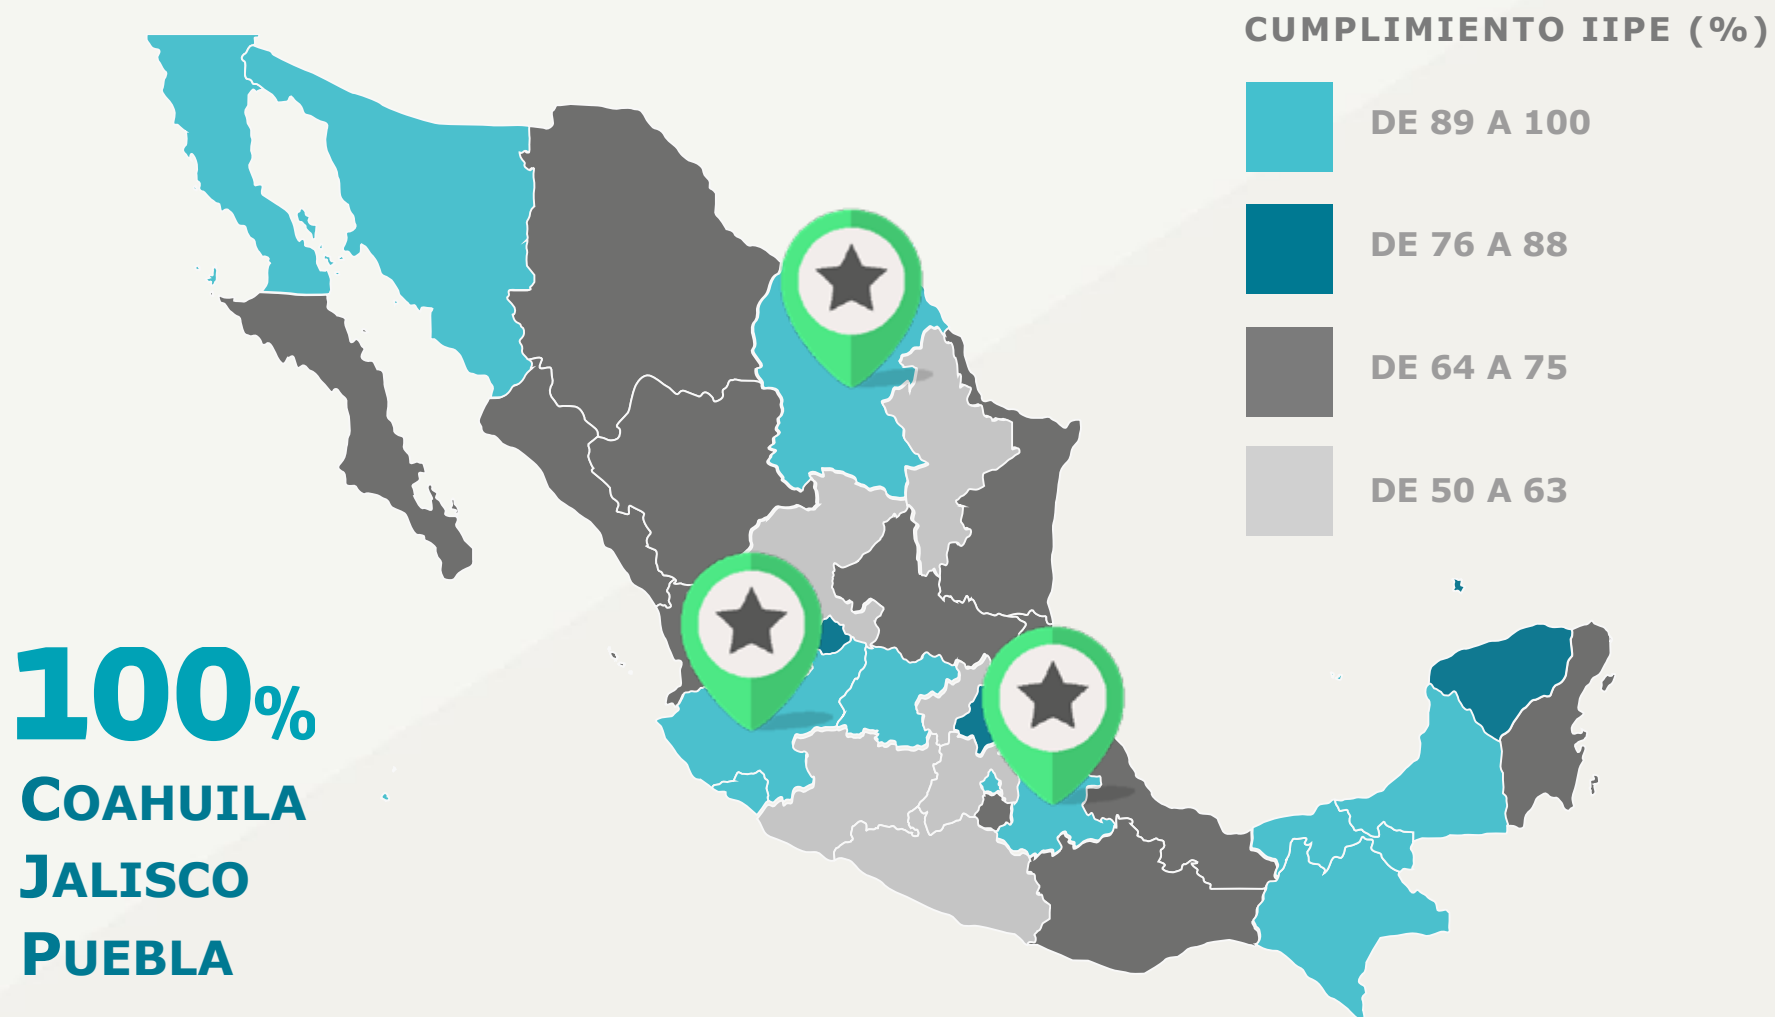 CUMPLIMIENTO IIPE (%)
DE 89 A 100
DE 76 A 88
DE 64 A 75
DE 50 A 63
100%
COAHUILA
JALISCO
PUEBLA